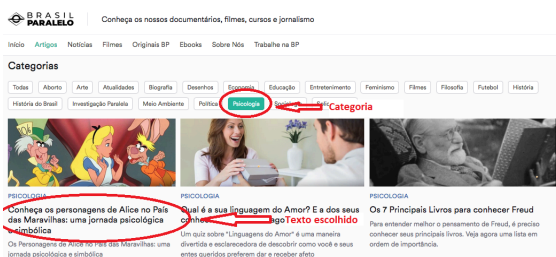 BRASIL
PARALELO
Conheça os nossos documentários, filmes, cursos e jornalismo
Início Artigos Notícias Filmes Originais BP Ebooks Sobre Nós Trabalhe na BP
Categorias
Todas Aborto Arte Atualidades Biografia Desenhos Economia Educação Entretenimento Feminismo Filmes Filosofia Futebol História
História do Brasil Investigação Paralela Meio Ambiente Política Psicologia Categoria
PSICOLOGIA
Conheça os personagens de Alice no País
das Maravilhas: uma jornada psicológica
e simbólica
Os Personagens de Alice no País das Maravilhas: uma
jornada psicológica e simbólica
PSICOLOGIA
Qual é a sua linguagem do Amor? E a dos seus
Texto escolhido
Um quiz sobre "Linguagens do Amor" é uma maneira
divertida e esclarecedora de descobrir como você e seus
entes queridos preferem dar e receber afeto
PSICOLOGIA
Os 7 Principais Livros para conhecer Freud
Para entender melhor o pensamento de Freud, é preciso
conhecer seus principais livros. Veja agora uma lista em
ordem de importância.